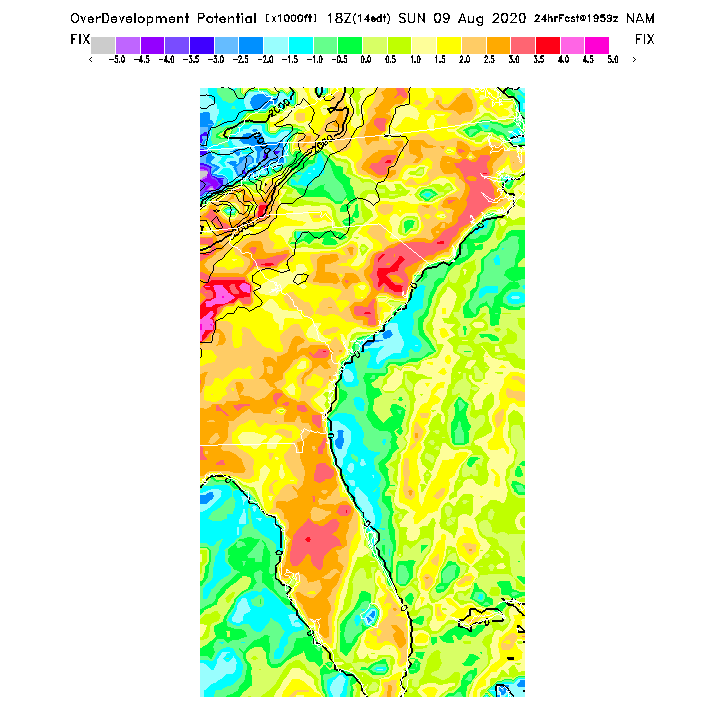 OverDevelopment Potential [x1000ft] 18Z(14edt) SUN 09 Aug 2020 24hrFcst@1959z NAM
FIX FIX
< -5.0 -4.5 -4.0 -3.5 -3.0 -2.5 -2.0 -1.5 -1.0 -0.5 0.0 0.5 1.0 1.5 2.0 2.5 3.0 3.5 4.0 4.5 5.0 >
2000
2000